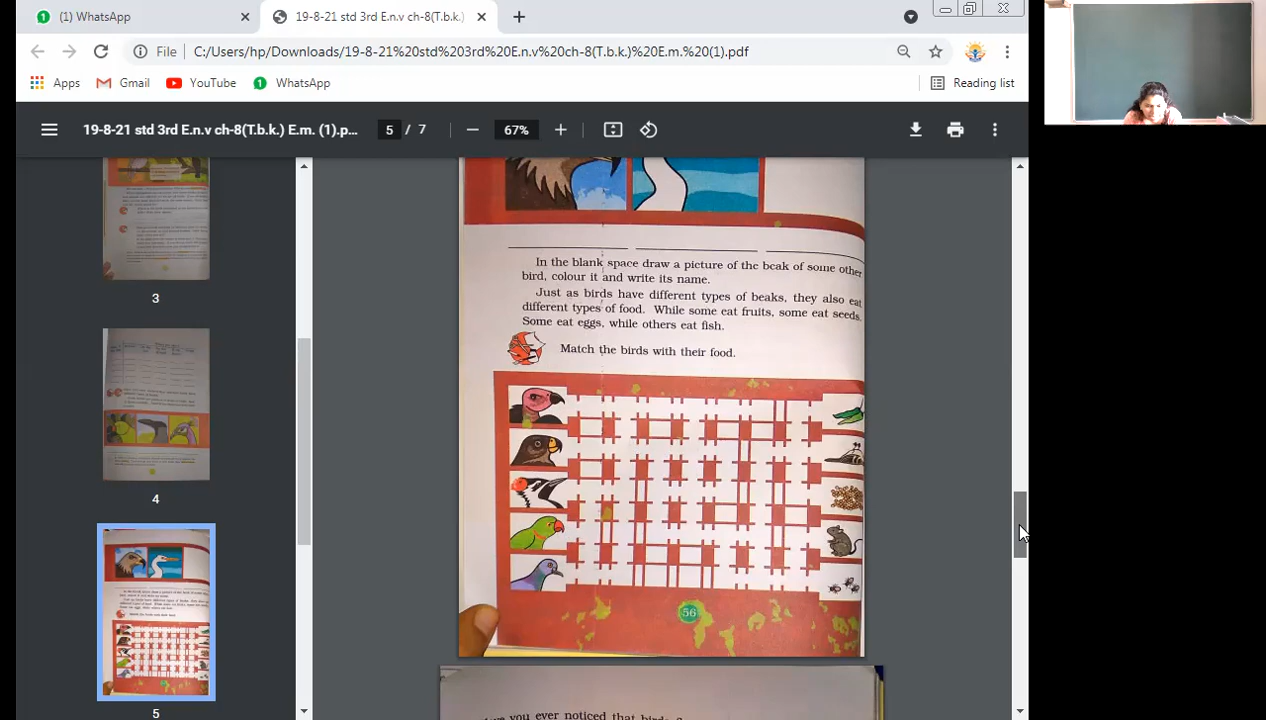 (1) WhatsApp
19-8-21 std 3rd E.n.v ch-8(T.b.k.)
File
C:/Users/hp/Downloads/19-8-21%20std%203rd%20E.n.v%20ch-8(T.b.k.)%20E.m.%20(1).pdf
Apps
Gmail
YouTube
WhatsApp
Reading list
19-8-21 std 3rd E.n.v ch-8(T.b.k.) E.m. (1).p...
5 / 7
67%
3
4
5
In the blank space draw a picture of the beak of some other
bird, colour it and write its name.
Just as birds have different types of beaks, they also eat
different types of food. While some eat fruits, some eat seeds.
Some eat eggs, while others eat fish.
Match the birds with their food.
56
you ever noticed that birds